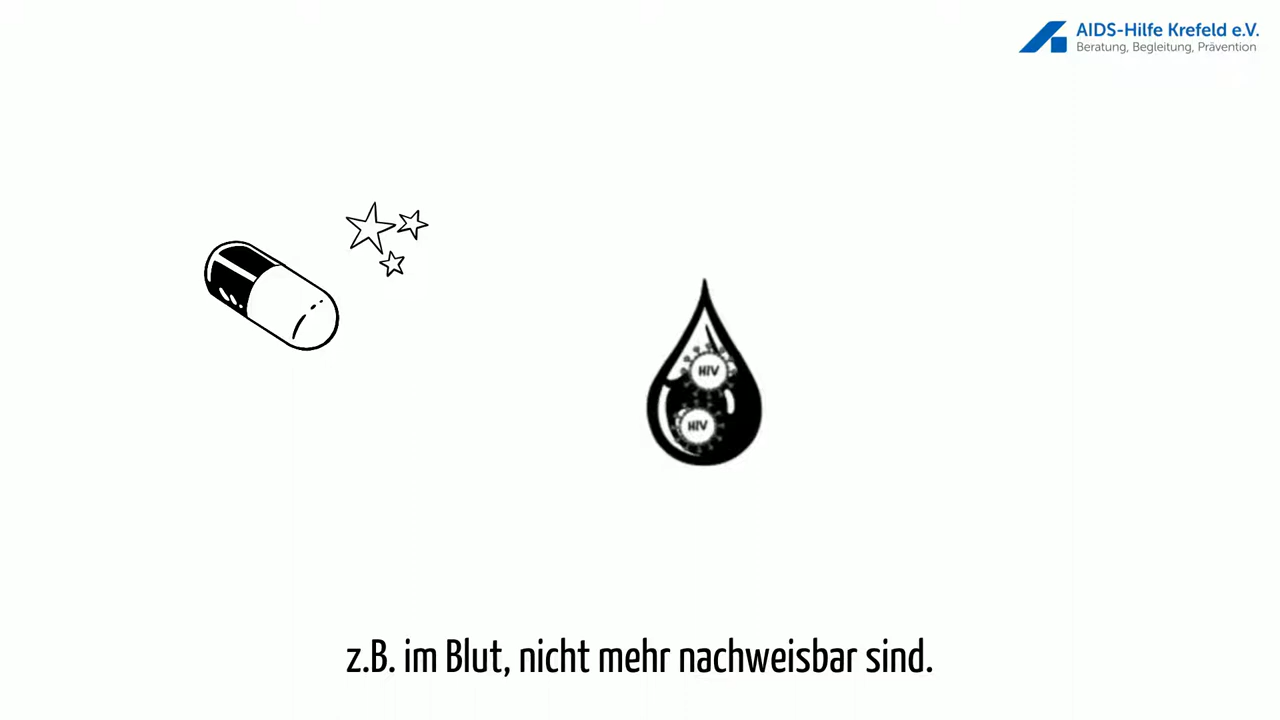 AIDS-Hilfe Krefeld e.V.
Beratung, Begleitung, Prävention
HIV
HIV
z.B. im Blut, nicht mehr nachweisbar sind.